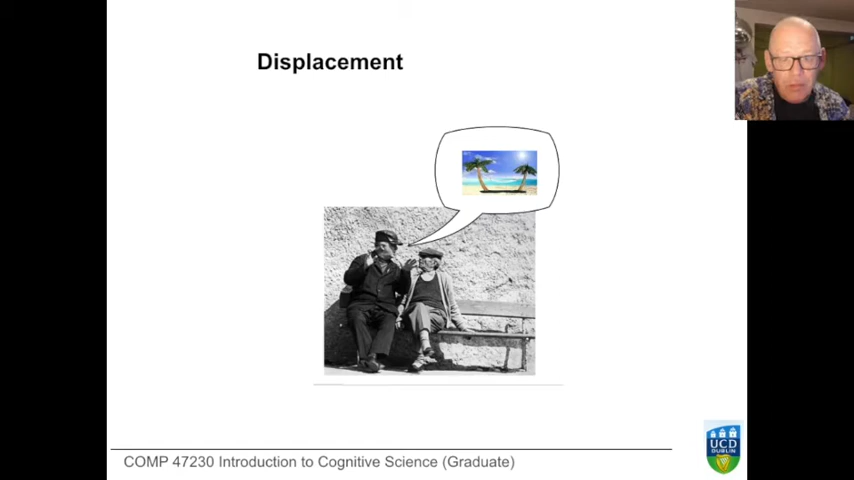 Displacement
COMP 47230 Introduction to Cognitive Science (Graduate)
UCD
DUBLIN